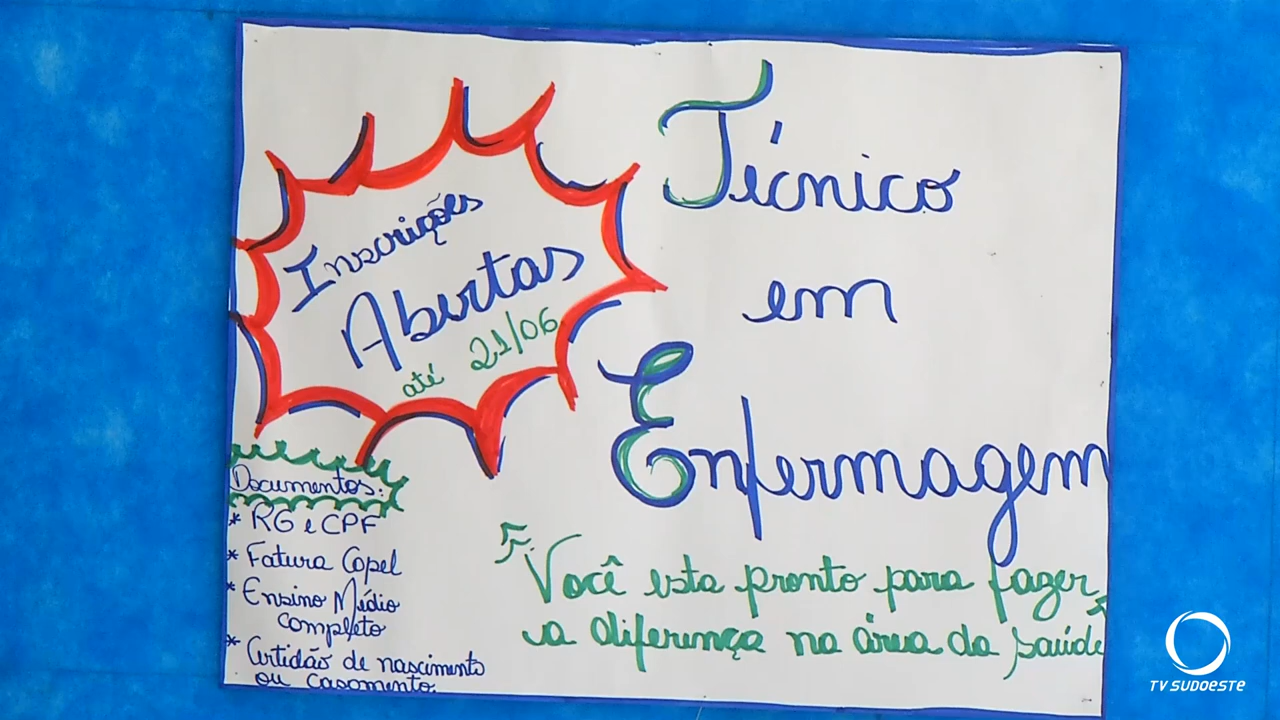 Inscrições
Abertas
até 21/06
Técnico
em
Enfermagem
Documentos:
* RG e CPF
* Fatura Copel
* Ensino Médio
completo
* Certidão de nascimento
ou casamento.
"Você esta pronto para fazer
a diferença na área da saúde"
TV SUDOESTE